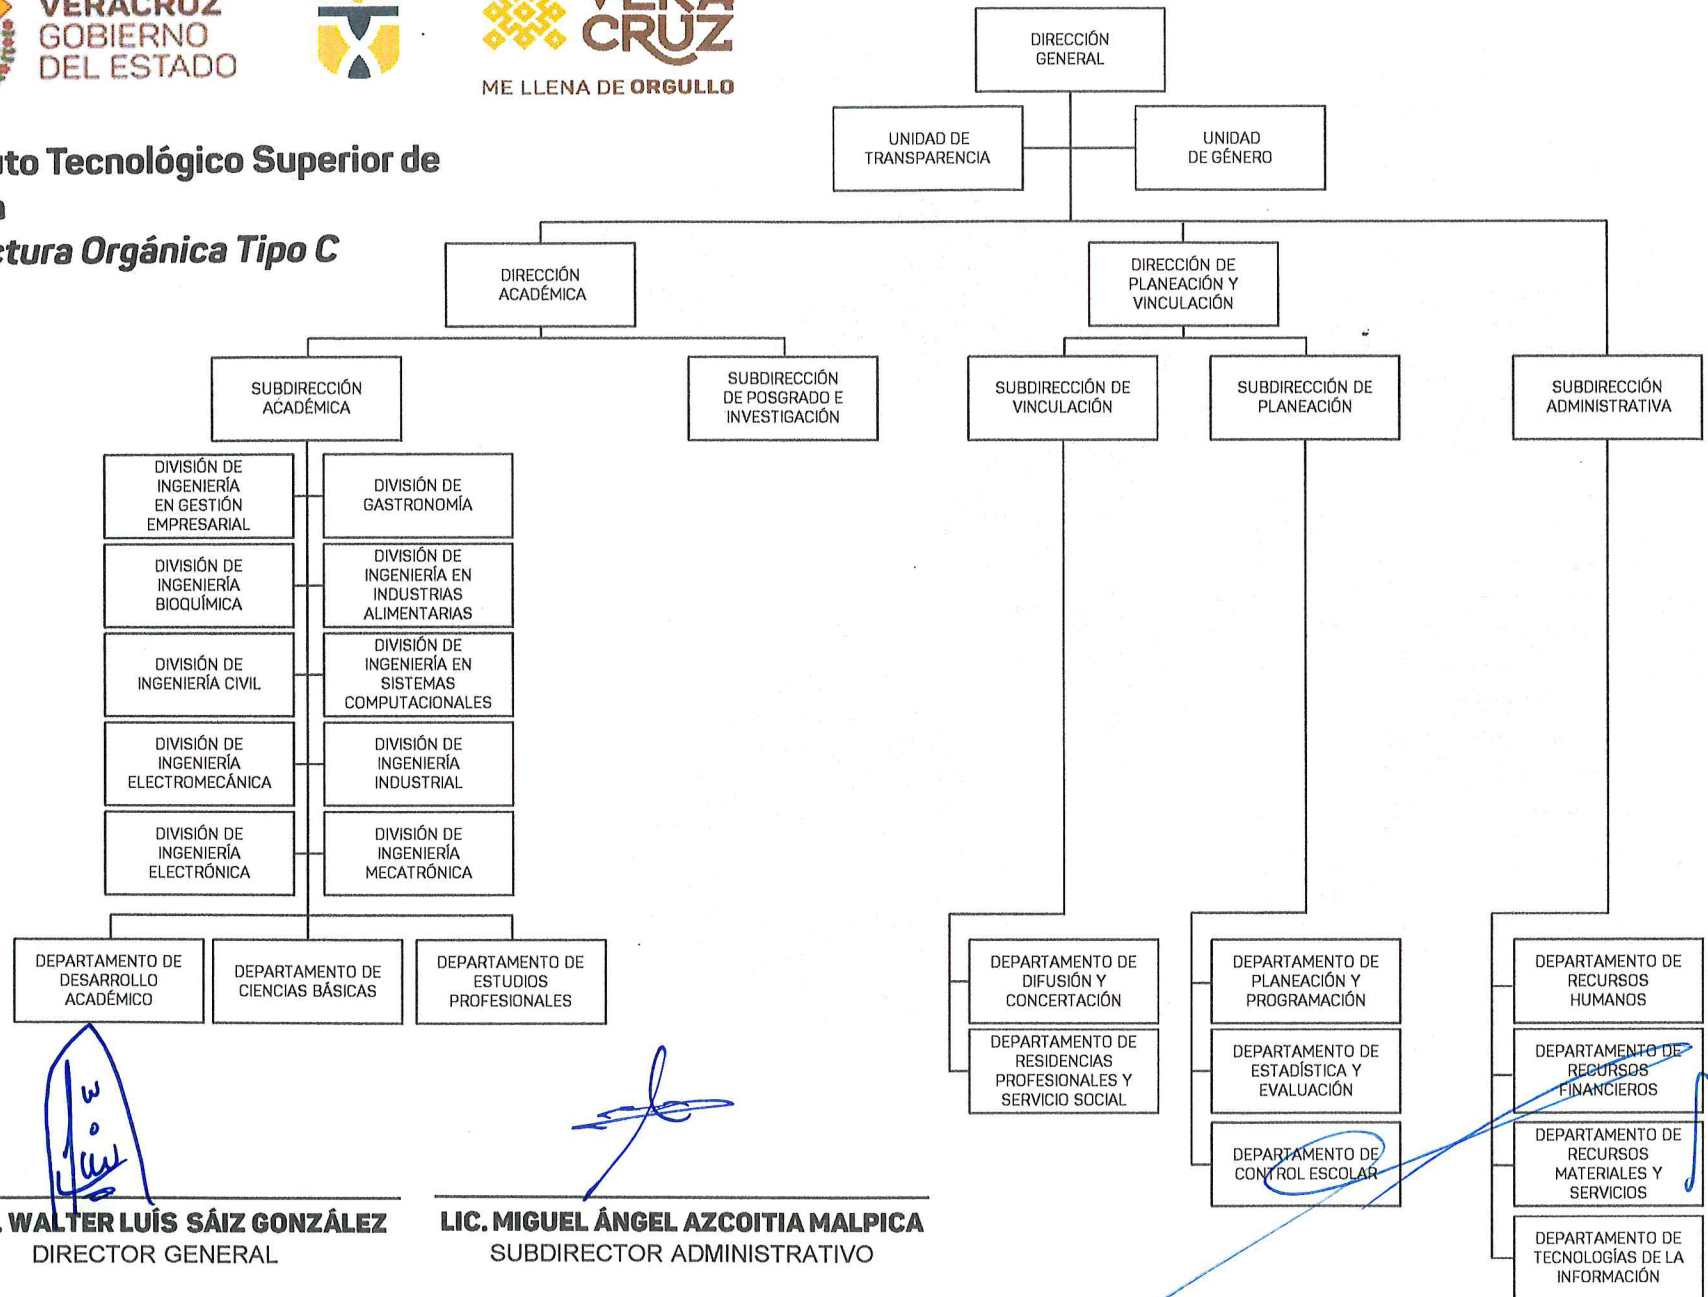 VERACRUZ
GOBIERNO
DEL ESTADO
VERA
CRUZ
ME LLENA DE ORGULLO
Tecnológico Superior de
Orgánica Tipo C
DIRECCIÓN
GENERAL
UNIDAD DE
TRANSPARENCIA
UNIDAD
DE GÉNERO
DIRECCIÓN
ACADÉMICA
DIRECCIÓN DE
PLANEACIÓN Y
VINCULACIÓN
SUBDIRECCIÓN
ACADÉMICA
SUBDIRECCIÓN
DE POSGRADO E
INVESTIGACIÓN
SUBDIRECCIÓN DE
VINCULACIÓN
SUBDIRECCIÓN DE
PLANEACIÓN
SUBDIRECCIÓN
ADMINISTRATIVA
DIVISIÓN DE
INGENIERÍA
EN GESTIÓN
EMPRESARIAL
DIVISIÓN DE
GASTRONOMÍA
DIVISIÓN DE
INGENIERÍA
BIOQUÍMICA
DIVISIÓN DE
INGENIERÍA EN
INDUSTRIAS
ALIMENTARIAS
DIVISIÓN DE
INGENIERÍA CIVIL
DIVISIÓN DE
INGENIERÍA EN
SISTEMAS
COMPUTACIONALES
DIVISIÓN DE
INGENIERÍA
ELECTROMECÁNICA
DIVISIÓN DE
INGENIERÍA
INDUSTRIAL
DIVISIÓN DE
INGENIERÍA
ELECTRÓNICA
DIVISIÓN DE
INGENIERÍA
MECATRÓNICA
DEPARTAMENTO DE
DESARROLLO
ACADÉMICO
DEPARTAMENTO DE
CIENCIAS BÁSICAS
DEPARTAMENTO DE
ESTUDIOS
PROFESIONALES
DEPARTAMENTO DE
DIFUSIÓN Y
CONCERTACIÓN
DEPARTAMENTO DE
RESIDENCIAS
PROFESIONALES Y
SERVICIO SOCIAL
DEPARTAMENTO DE
PLANEACIÓN Y
PROGRAMACIÓN
DEPARTAMENTO DE
ESTADÍSTICA Y
EVALUACIÓN
DEPARTAMENTO DE
CONTROL ESCOLAR
DEPARTAMENTO DE
RECURSOS
HUMANOS
DEPARTAMENTO DE
RECURSOS
FINANCIEROS
DEPARTAMENTO DE
RECURSOS
MATERIALES Y
SERVICIOS
DEPARTAMENTO DE
TECNOLOGÍAS DE LA
INFORMACIÓN
WALTER LUÍS SÁIZ GONZÁLEZ
DIRECTOR GENERAL
LIC. MIGUEL ÁNGEL AZCOITIA MALPICA
SUBDIRECTOR ADMINISTRATIVO